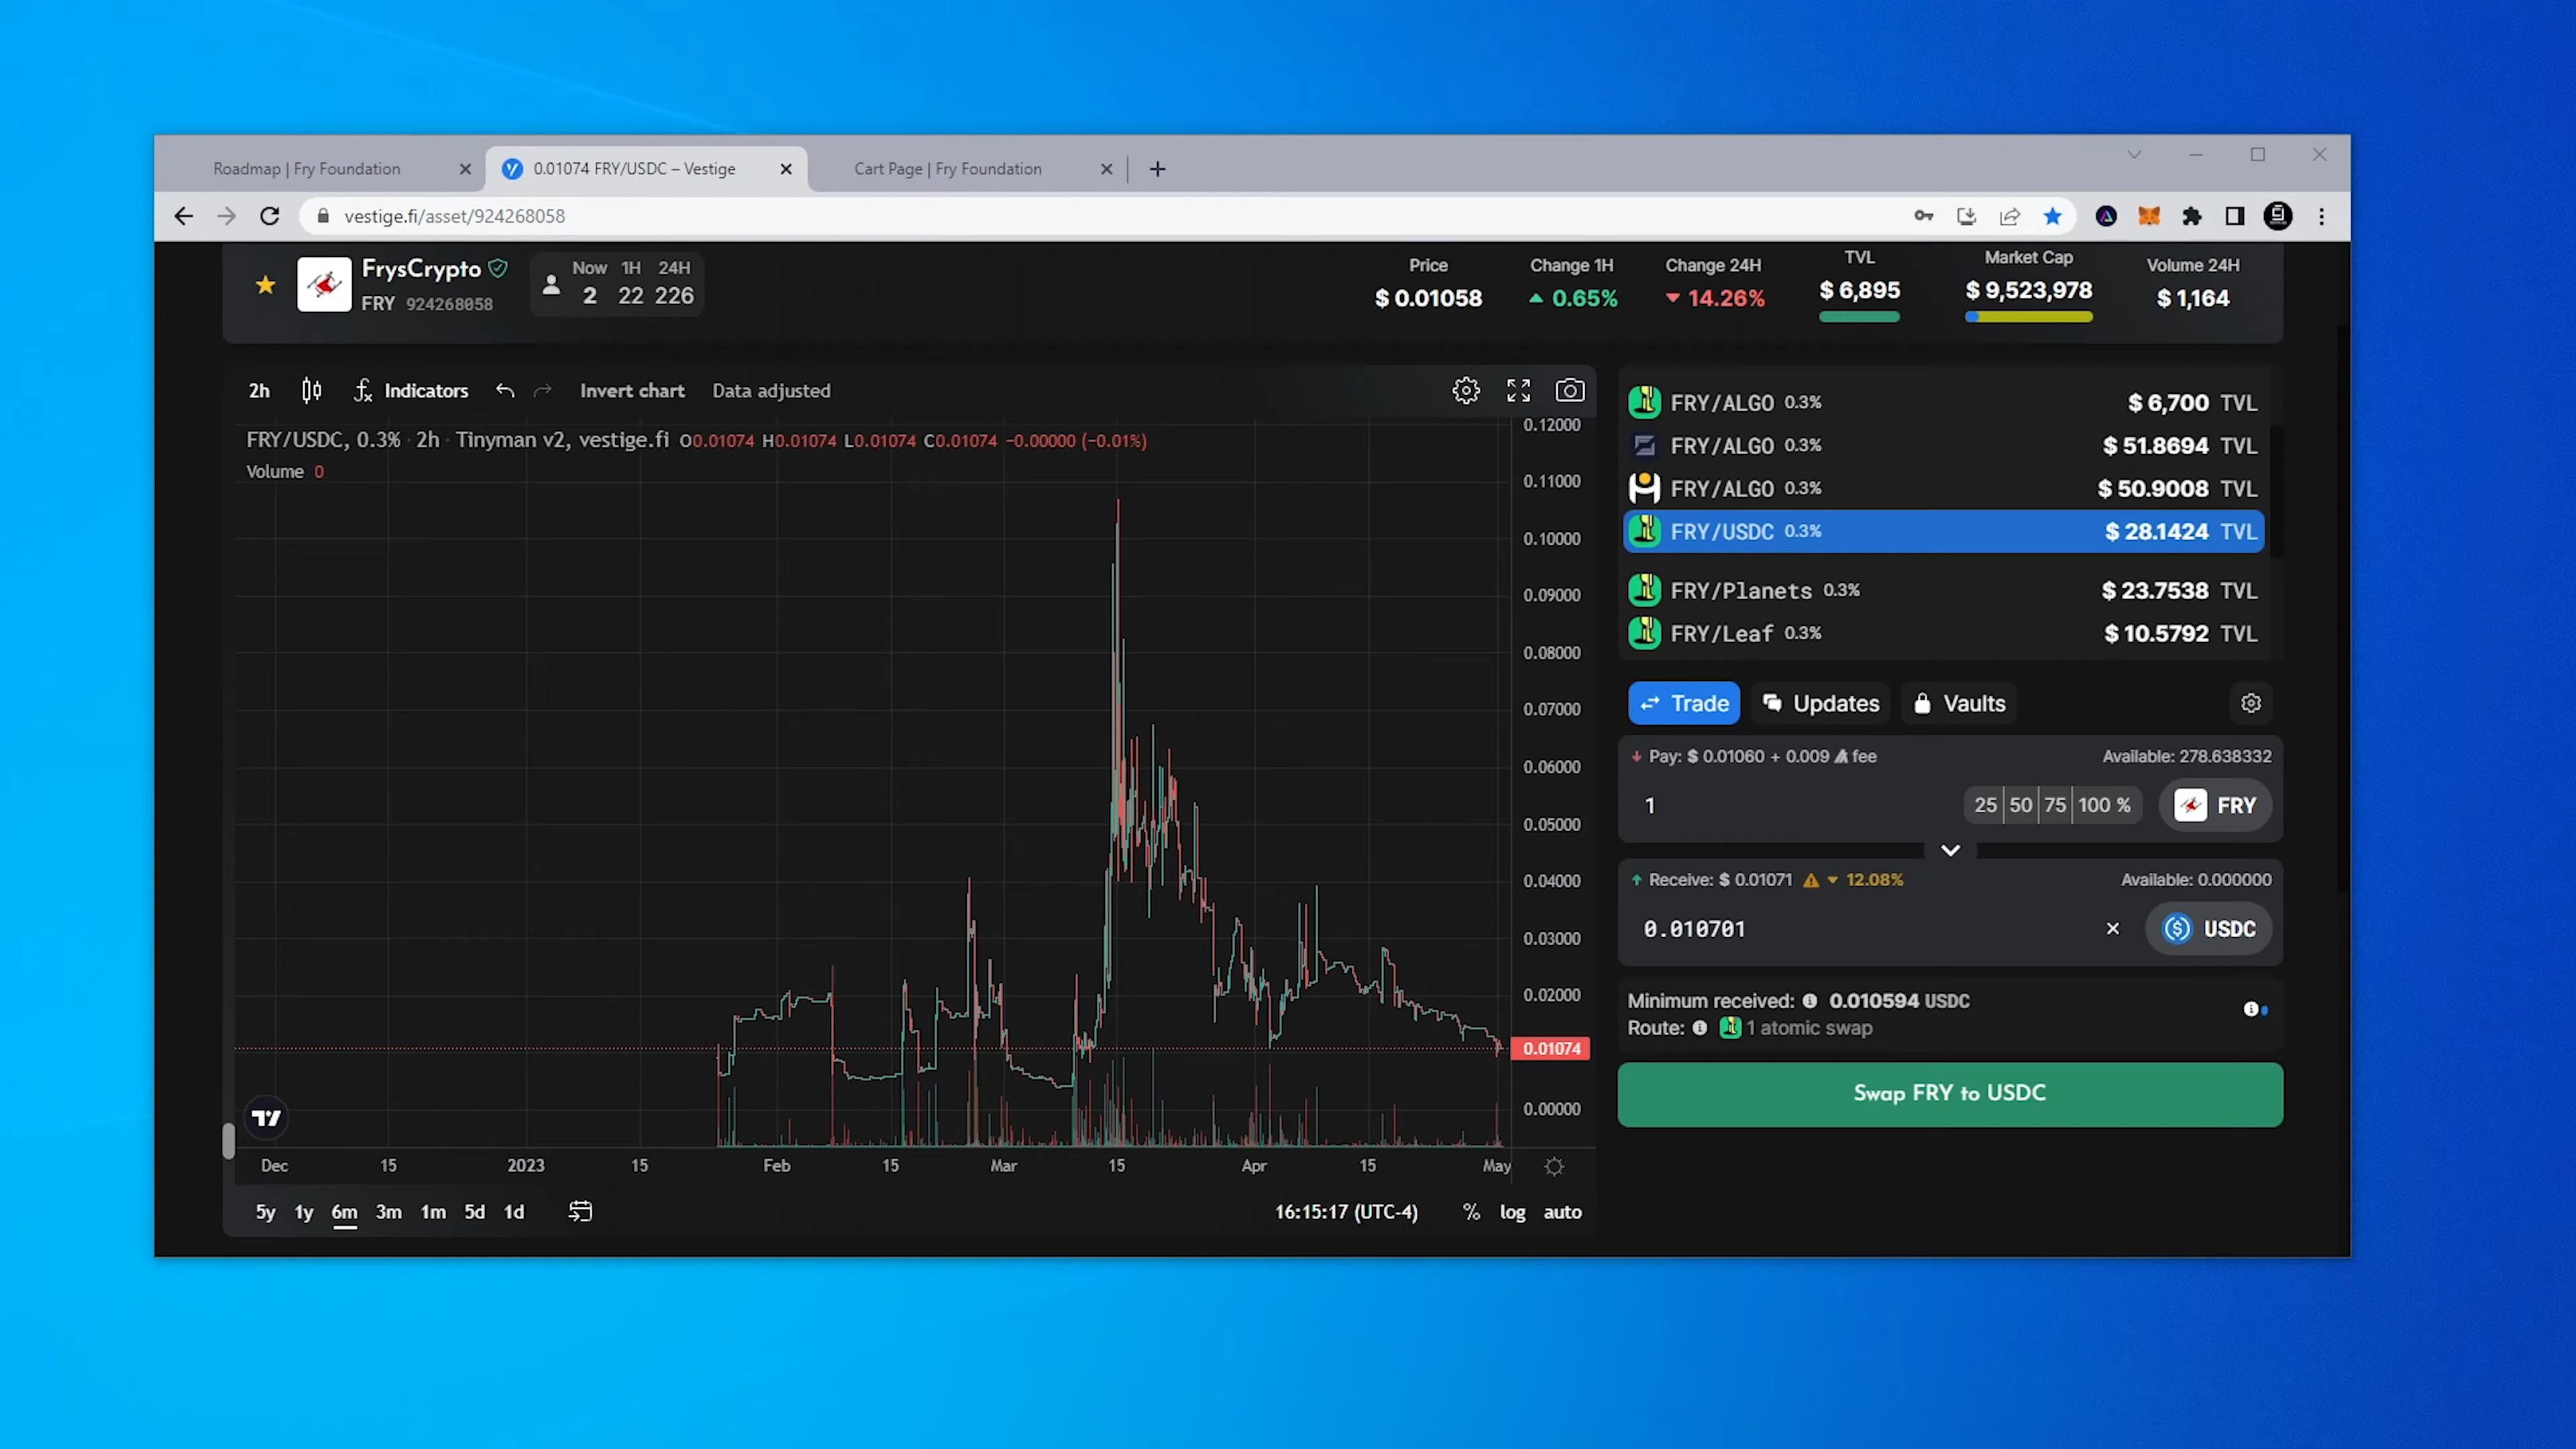 Roadmap | Fry Foundation
0.01074 FRY/USDC – Vestige
Cart Page | Fry Foundation
vestige.fi/asset/924268058
FrysCrypto
FRY 924268058
Now 1H 24H
2 22 226
Price
$ 0.01058
Change 1H
0.65%
Change 24H
14.26%
TVL
$ 6,895
Market Cap
$ 9,523,978
Volume 24H
$ 1,164
2h
Indicators
Invert chart
Data adjusted
FRY/USDC, 0.3% · 2h · Tinyman v2, vestige.fi O0.01074 H0.01074 L0.01074 C0.01074 −0.00000 (−0.01%)
Volume 0
0.12000
0.11000
0.10000
0.09000
0.08000
0.07000
0.06000
0.05000
0.04000
0.03000
0.02000
0.01074
0.00000
Dec 15 2023 15 Feb 15 Mar 15 Apr 15 May
5y 1y 6m 3m 1m 5d 1d
16:15:17 (UTC-4)
% log auto
FRY/ALGO 0.3% $ 6,700 TVL
FRY/ALGO 0.3% $ 51.8694 TVL
FRY/ALGO 0.3% $ 50.9008 TVL
FRY/USDC 0.3% $ 28.1424 TVL
FRY/Planets 0.3% $ 23.7538 TVL
FRY/Leaf 0.3% $ 10.5792 TVL
Trade
Updates
Vaults
Pay: $ 0.01060 + 0.009 fee
Available: 278.638332
1
25 50 75 100 %
FRY
Receive: $ 0.01071 12.08%
Available: 0.000000
0.010701
USDC
Minimum received: 0.010594 USDC
Route: 1 atomic swap
Swap FRY to USDC